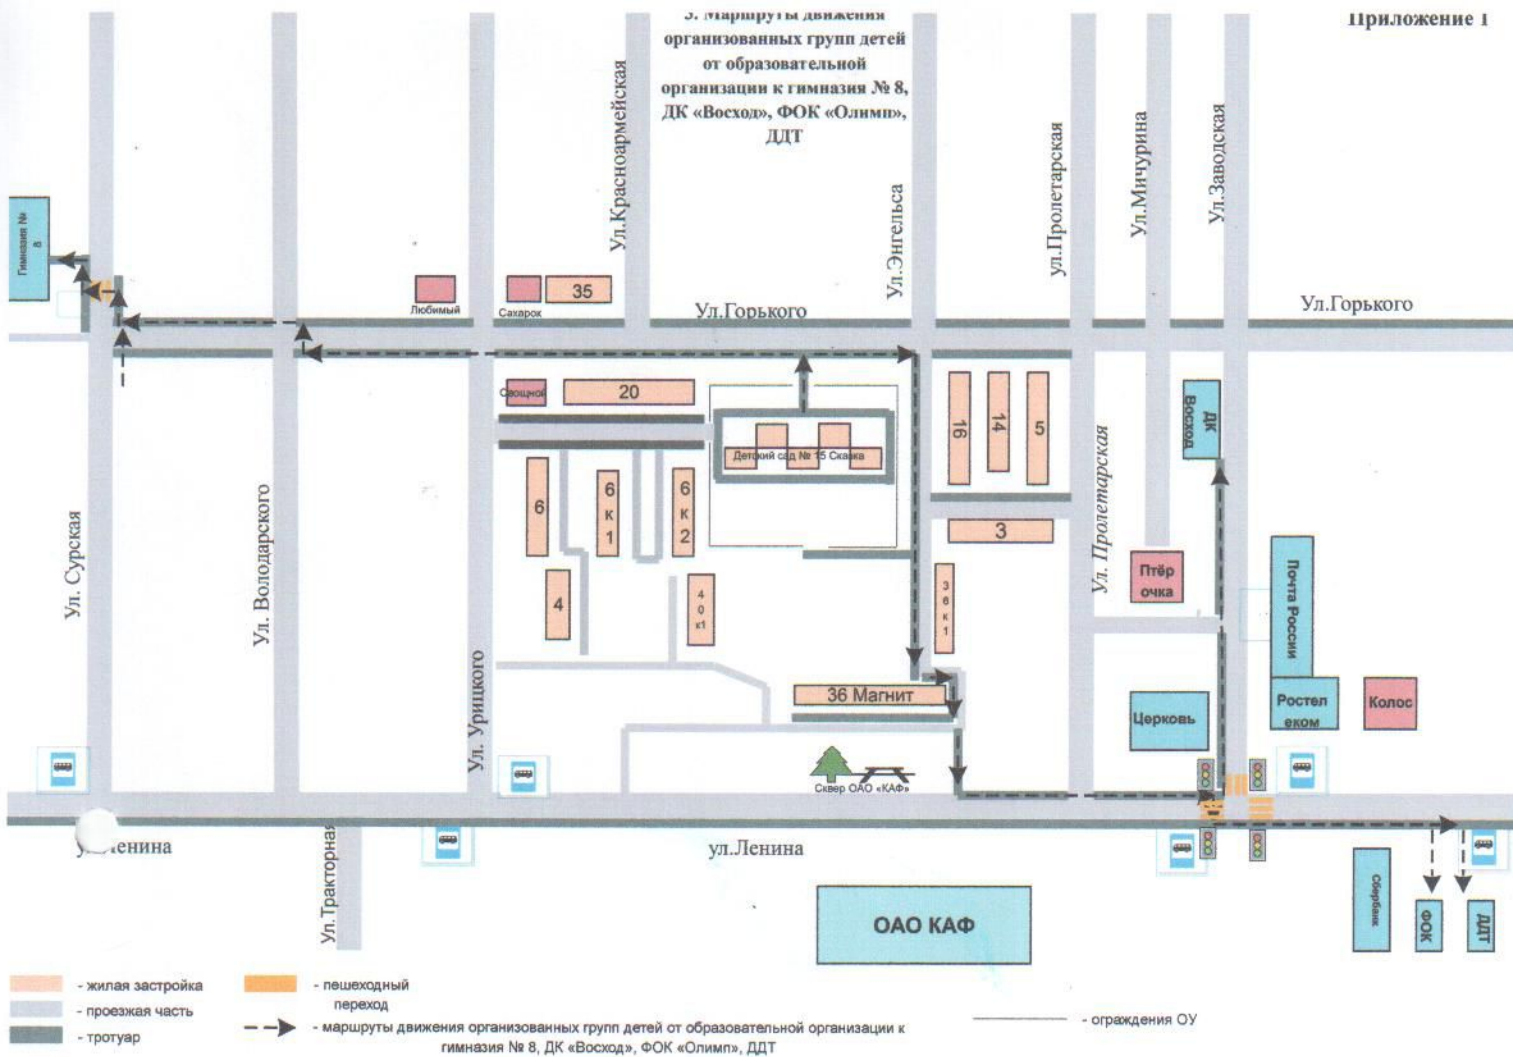 Приложение 1
3. Маршруты движения
организованных групп детей
от образовательной
организации к гимназия № 8,
ДК «Восход», ФОК «Олимп»,
ДДТ
Ул.Красноармейская
Ул.Энгельса
ул.Пролетарская
Ул.Мичурина
Ул.Заводская
Гимназия №
8
Любимый
Сахарок
35
Ул.Горького
Ул.Горького
20
16
14
5
ДК
Восход
Детский сад № 15 Сказка
6
6
к
1
6
к
2
3
Ул. Сурская
Ул. Володарского
Ул. Урицкого
Ул. Пролетарская
4
4
0
к1
3
6
к
1
Птёр
очка
Почта России
36 Магнит
Церковь
Ростел
еком
Колос
Сквер ОАО «КАФ»
ленина
ул.Ленина
Ул.Тракторная
ОАО КАФ
Сбербанк
ФОК
ДДТ
- жилая застройка
- проезжая часть
- тротуар
- пешеходный
переход
- маршруты движения организованных групп детей от образовательной организации к
гимназия № 8, ДК «Восход», ФОК «Олимп», ДДТ
- ограждения ОУ